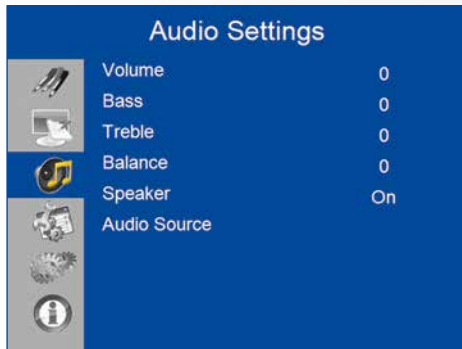 Audio Settings
Volume 0
Bass 0
Treble 0
Balance 0
Speaker On
Audio Source